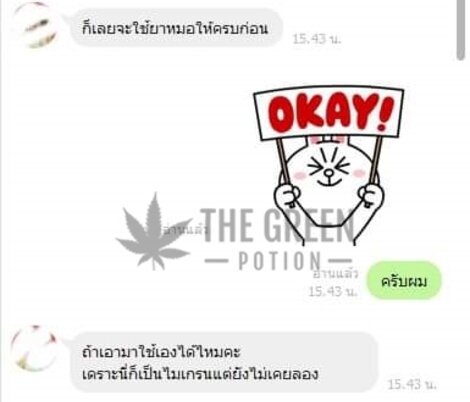 ก็เลยจะใช้ยาหมอให้ครบก่อน
15.43 น.
OKAY!
อ่านแล้ว
THE GREEN
POTION
อ่านแล้ว
15.43 น.
ครับผม
ถ้าเอามาใช้เองได้ไหมคะ
เดราะนี่ก็เป็นไมเกรนแต่ยังไม่เคยลอง
15.43 น.